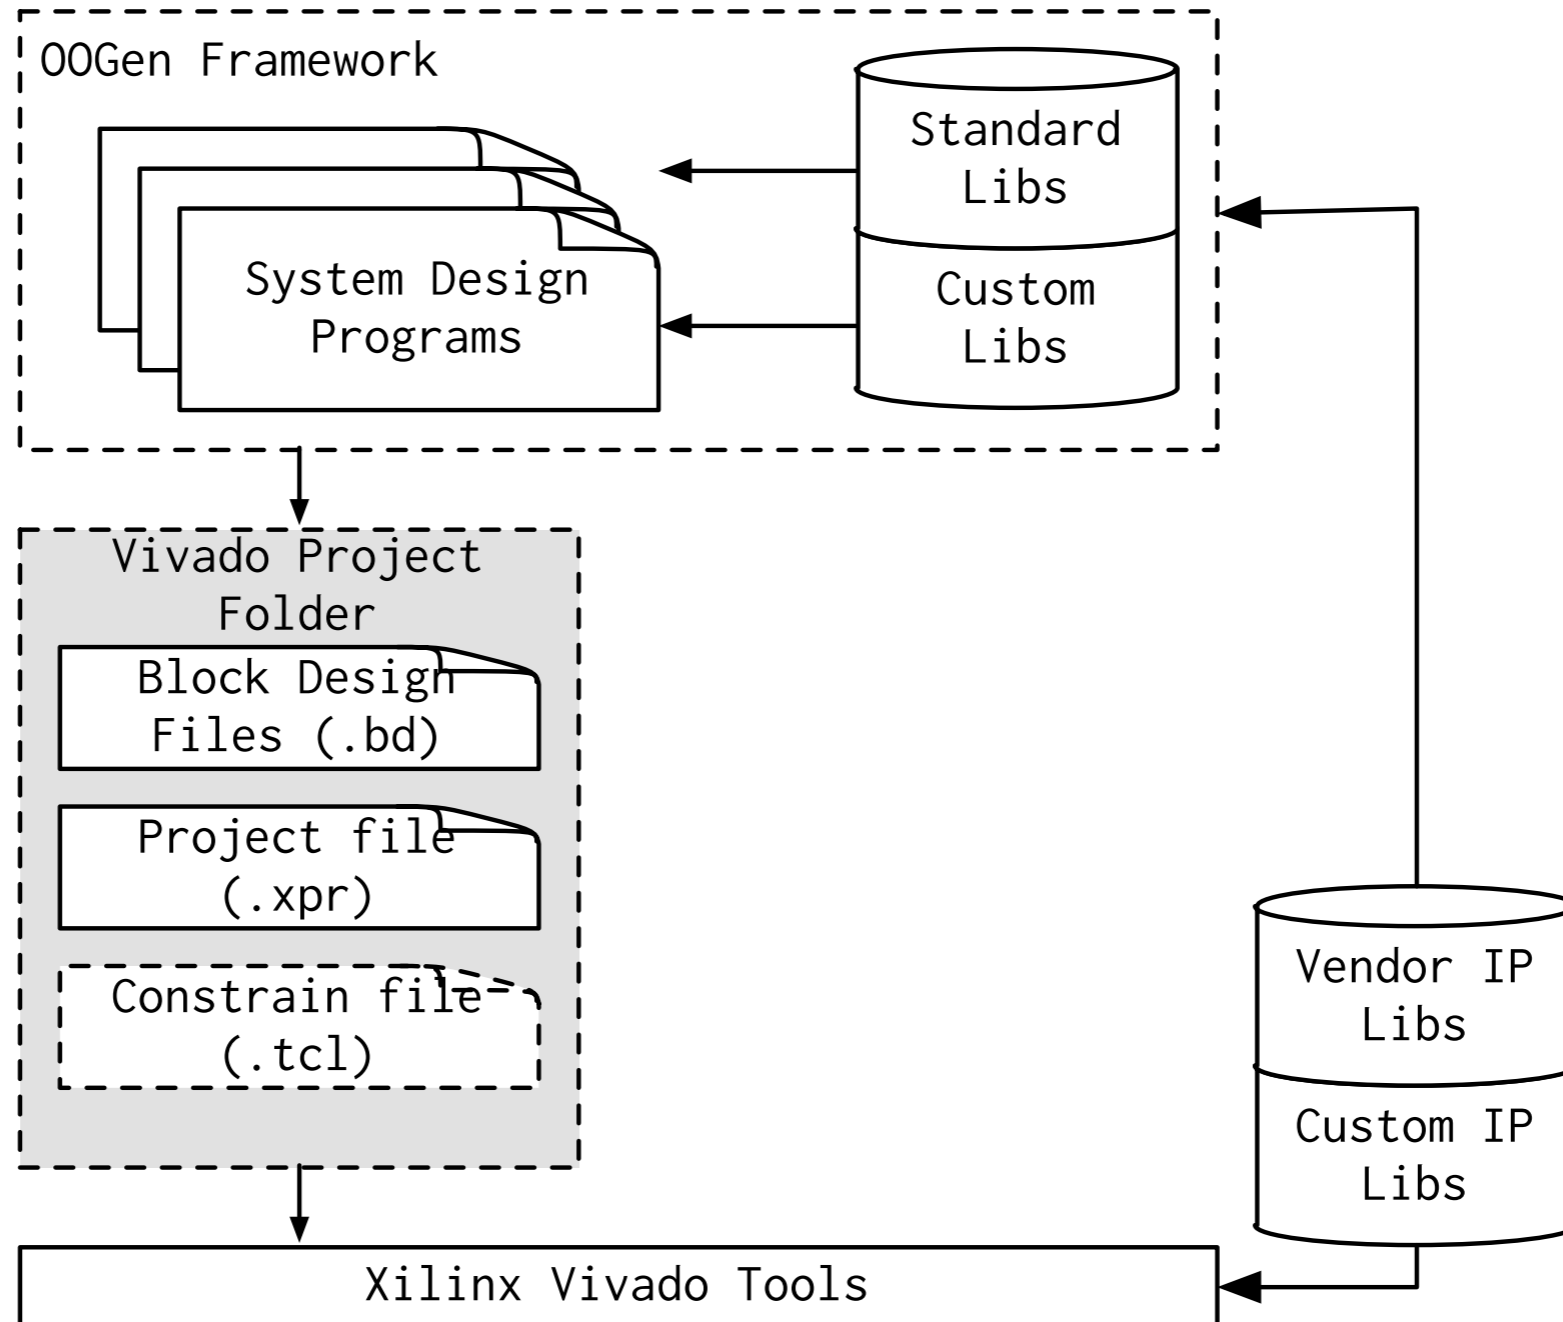 OOGen Framework
Standard
Libs
System Design
Programs
Custom
Libs
Vivado Project
Folder
Block Design
Files (.bd)
Project file
(.xpr)
Constrain file
(.tcl)
Vendor IP
Libs
Custom IP
Libs
Xilinx Vivado Tools